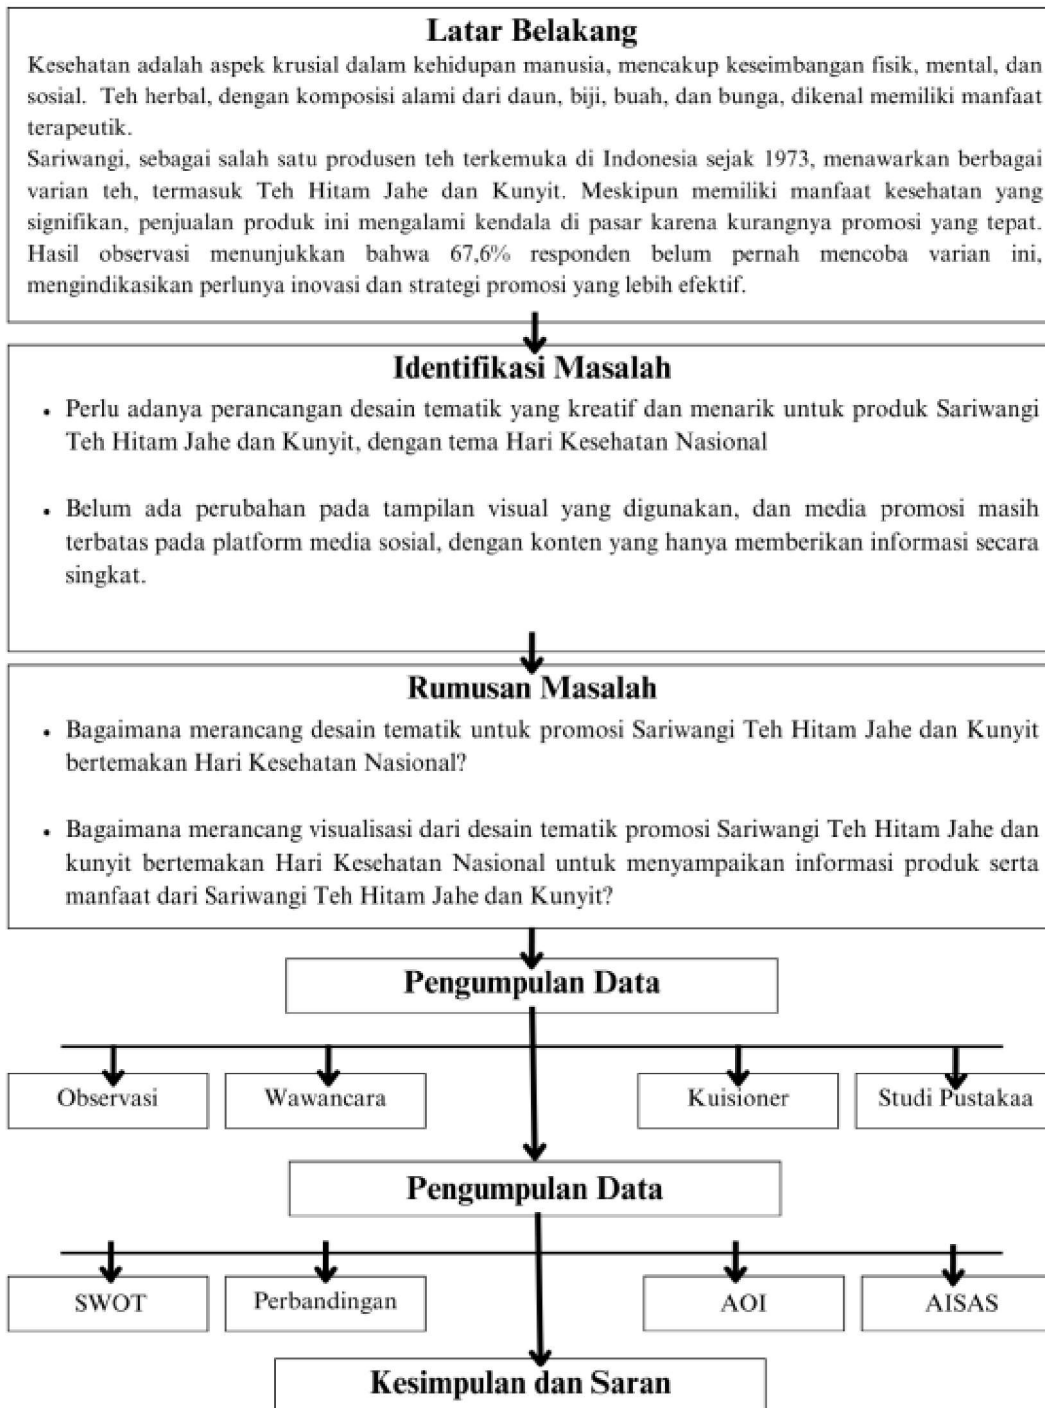 Latar Belakang
Kesehatan adalah aspek krusial dalam kehidupan manusia, mencakup keseimbangan fisik, mental, dan
sosial. Teh herbal, dengan komposisi alami dari daun, biji, buah, dan bunga, dikenal memiliki manfaat
terapeutik.
Sariwangi, sebagai salah satu produsen teh terkemuka di Indonesia sejak 1973, menawarkan berbagai
varian teh, termasuk Teh Hitam Jahe dan Kunyit. Meskipun memiliki manfaat kesehatan yang
signifikan, penjualan produk ini mengalami kendala di pasar karena kurangnya promosi yang tepat.
Hasil observasi menunjukkan bahwa 67,6% responden belum pernah mencoba varian ini,
mengindikasikan perlunya inovasi dan strategi promosi yang lebih efektif.
Identifikasi Masalah
• Perlu adanya perancangan desain tematik yang kreatif dan menarik untuk produk Sariwangi
Teh Hitam Jahe dan Kunyit, dengan tema Hari Kesehatan Nasional
• Belum ada perubahan pada tampilan visual yang digunakan, dan media promosi masih
terbatas pada platform media sosial, dengan konten yang hanya memberikan informasi secara
singkat.
Rumusan Masalah
• Bagaimana merancang desain tematik untuk promosi Sariwangi Teh Hitam Jahe dan Kunyit
bertemakan Hari Kesehatan Nasional?
• Bagaimana merancang visualisasi dari desain tematik promosi Sariwangi Teh Hitam Jahe dan
kunyit bertemakan Hari Kesehatan Nasional untuk menyampaikan informasi produk serta
manfaat dari Sariwangi Teh Hitam Jahe dan Kunyit?
Pengumpulan Data
Observasi
Wawancara
Kuisioner
Studi Pustakaa
Pengumpulan Data
SWOT
Perbandingan
AOI
AISAS
Kesimpulan dan Saran